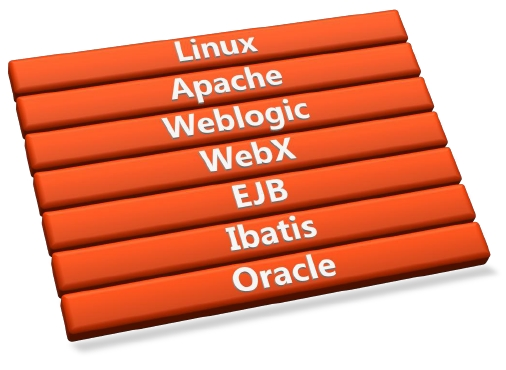 Linux
Apache
Weblogic
WebX
EJB
Ibatis
Oracle